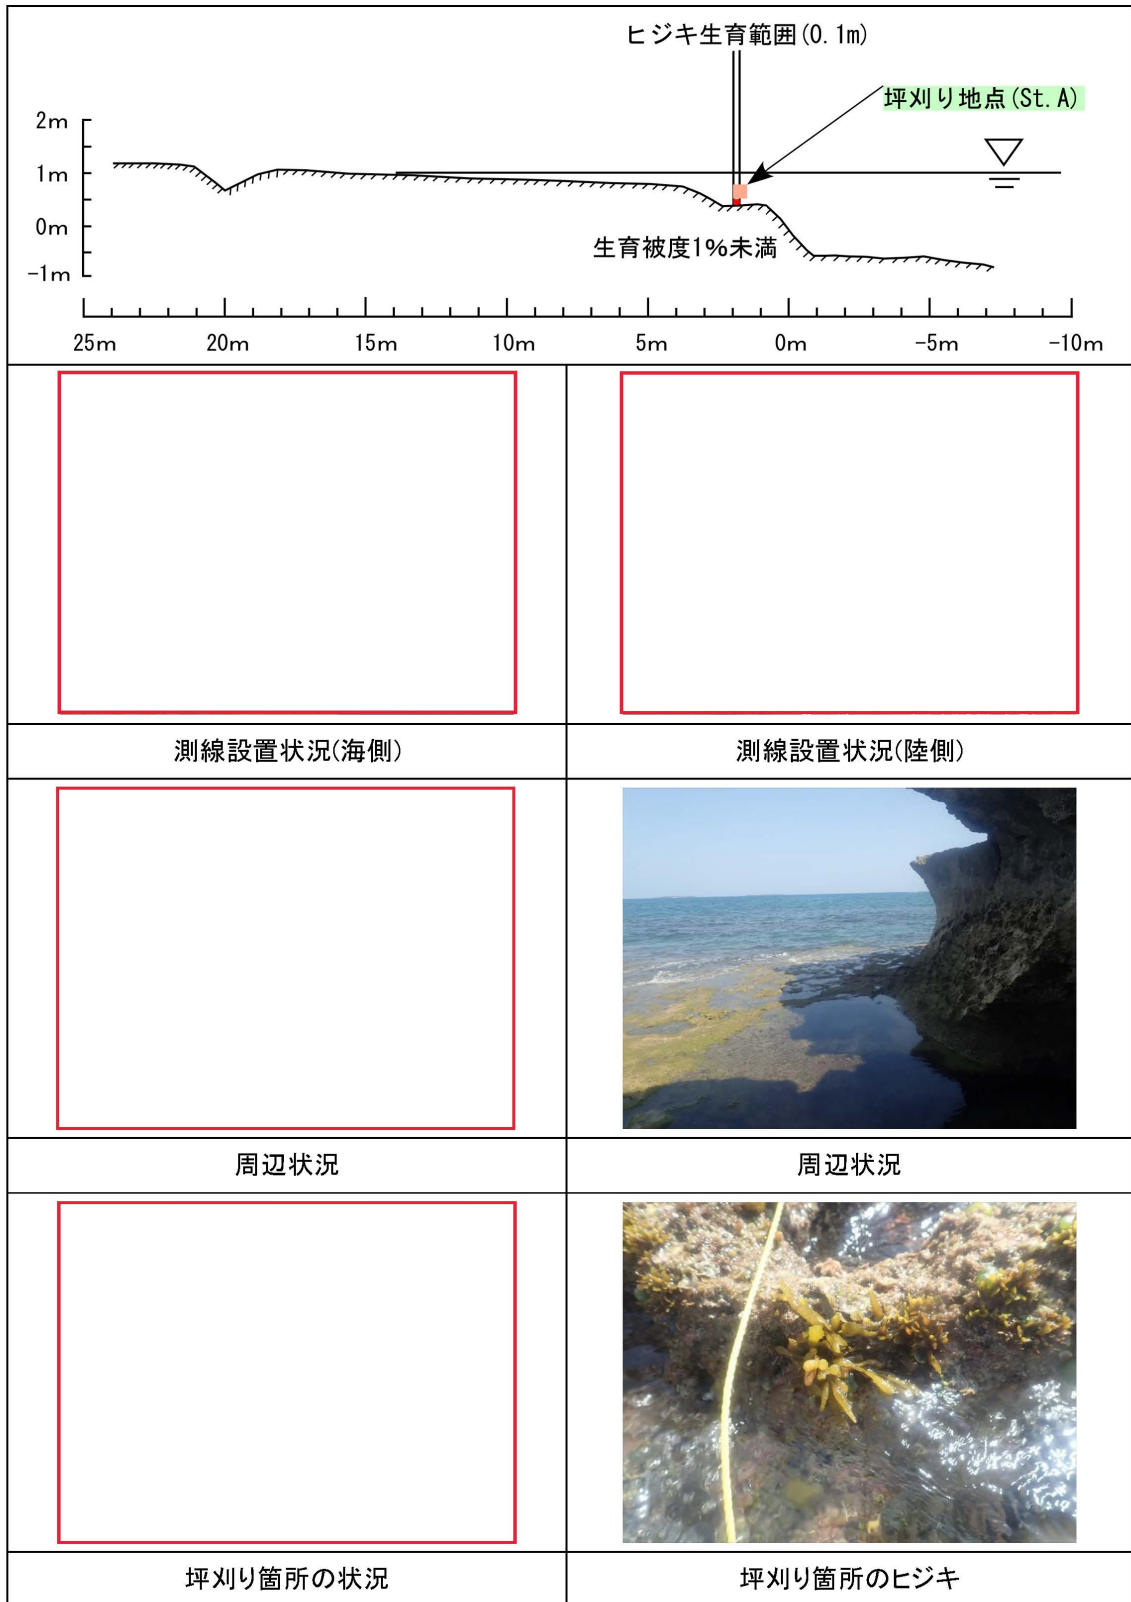 ヒジキ生育範囲(0.1m)
坪刈り地点(St.A)
2m
1m
0m
-1m
生育被度1%未満
25m 20m 15m 10m 5m 0m -5m -10m
測線設置状況(海側) 測線設置状況(陸側)
周辺状況 周辺状況
坪刈り箇所の状況 坪刈り箇所のヒジキ